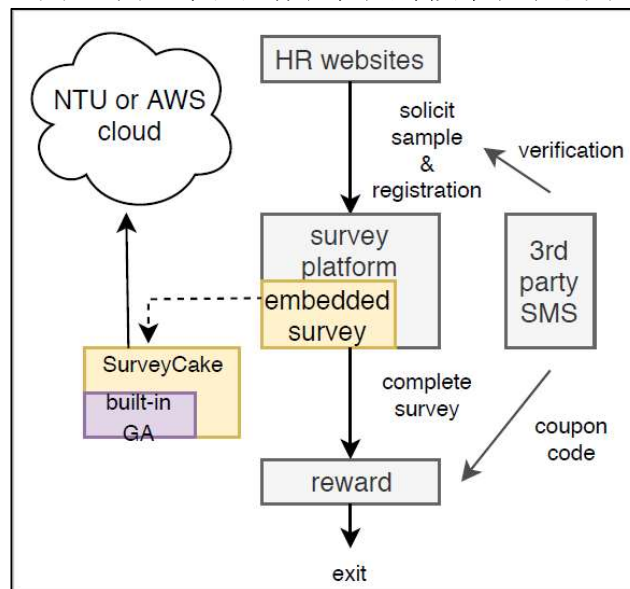 HR websites
NTU or AWS
cloud
solicit
sample
&
registration
verification
survey
platform
embedded
survey
3rd
party
SMS
SurveyCake
built-in
GA
complete
survey
coupon
code
reward
exit